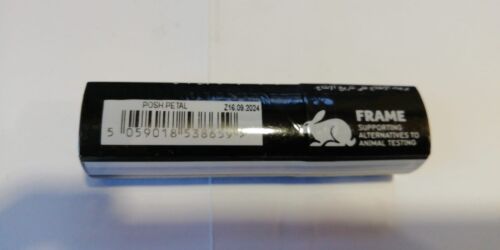 POSH PETAL Z16.09.2024
5 059018 538659
FRAME
SUPPORTING
ALTERNATIVES TO
ANIMAL TESTING